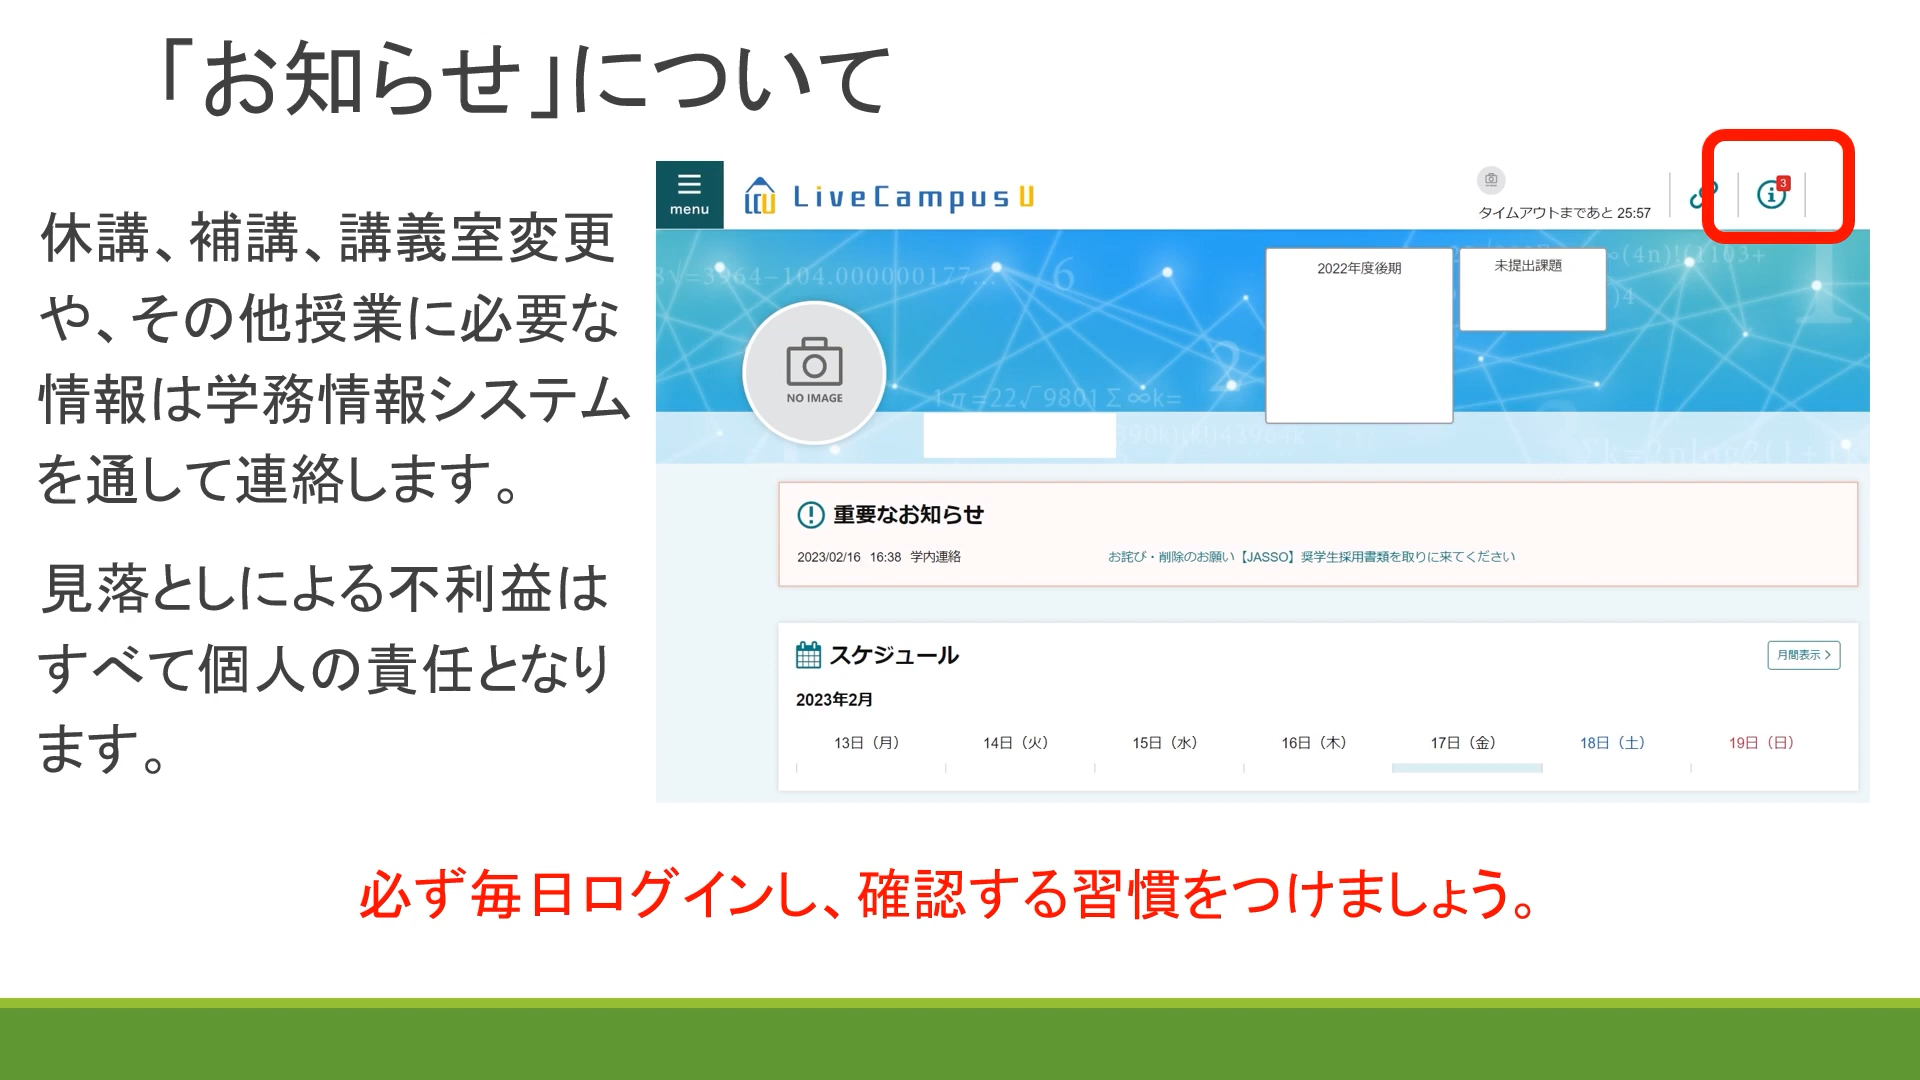 「お知らせ」について
休講、補講、講義室変更
や、その他授業に必要な
情報は学務情報システム
を通して連絡します。
見落としによる不利益は
すべて個人の責任となり
ます。
menu
LiveCampusU
タイムアウトまであと 25:57
3
2022年度後期
未提出課題
NO IMAGE
重要なお知らせ
2023/02/16 16:38 学内連絡 お詫び・削除のお願い【JASSO】奨学生採用書類を取りに来てください
スケジュール
月間表示 >
2023年2月
13日（月） 14日（火） 15日（水） 16日（木） 17日（金） 18日（土） 19日（日）
必ず毎日ログインし、確認する習慣をつけましょう。